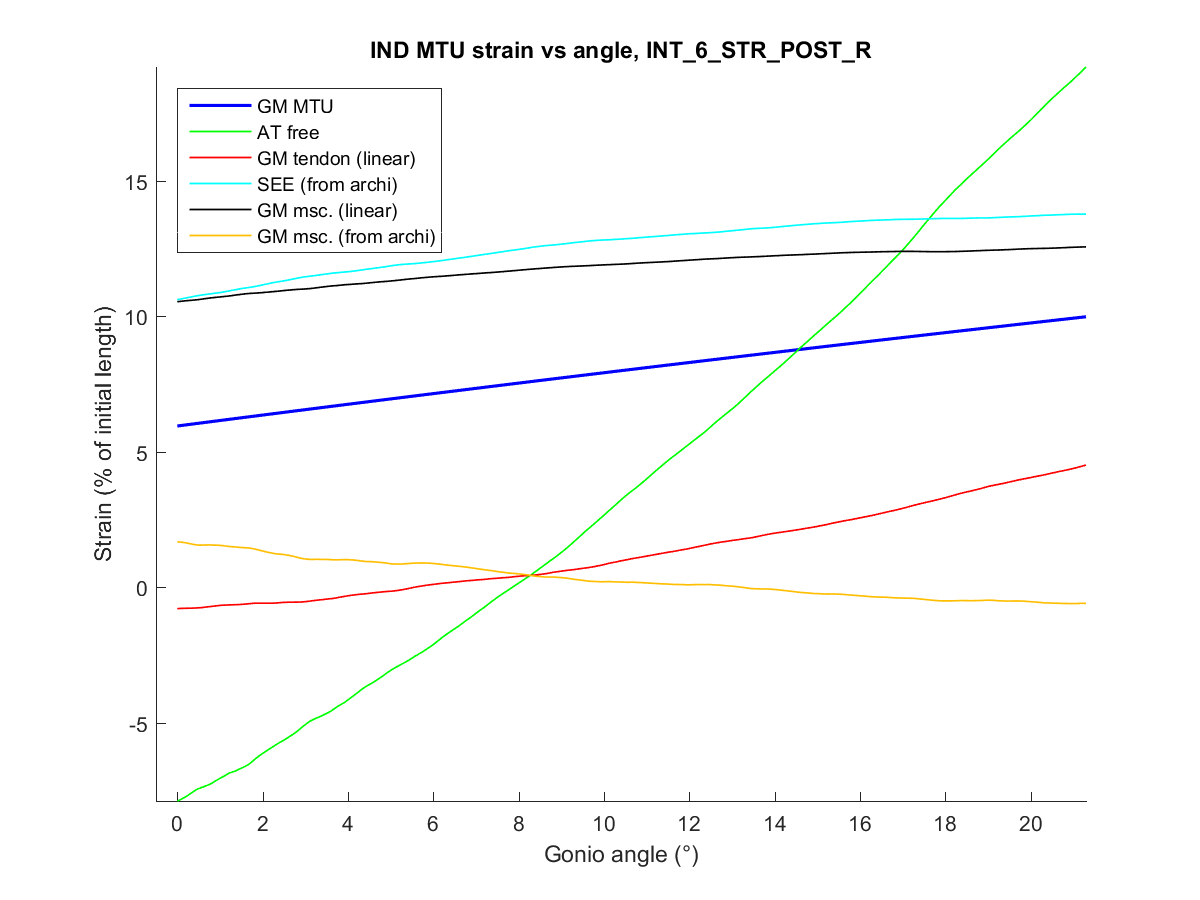 IND MTU strain vs angle, INT_6_STR_POST_R
GM MTU
AT free
GM tendon (linear)
SEE (from archi)
GM msc. (linear)
GM msc. (from archi)
Strain (% of initial length)
15
10
5
0
-5
0 2 4 6 8 10 12 14 16 18 20
Gonio angle (°)